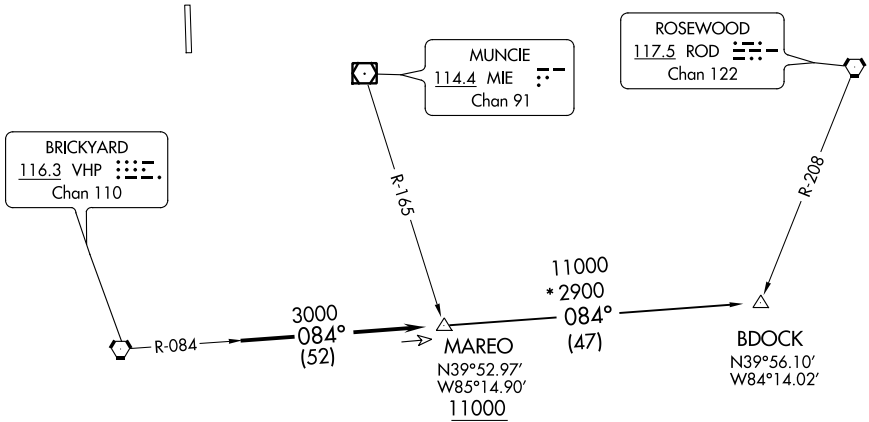 BRICKYARD
116.3 VHP
Chan 110
MUNCIE
114.4 MIE
Chan 91
ROSEWOOD
117.5 ROD
Chan 122
R-165
R-208
R-084
3000
084°
(52)
11000
*2900
084°
(47)
MAREO
N39°52.97'
W85°14.90'
11000
BDOCK
N39°56.10'
W84°14.02'